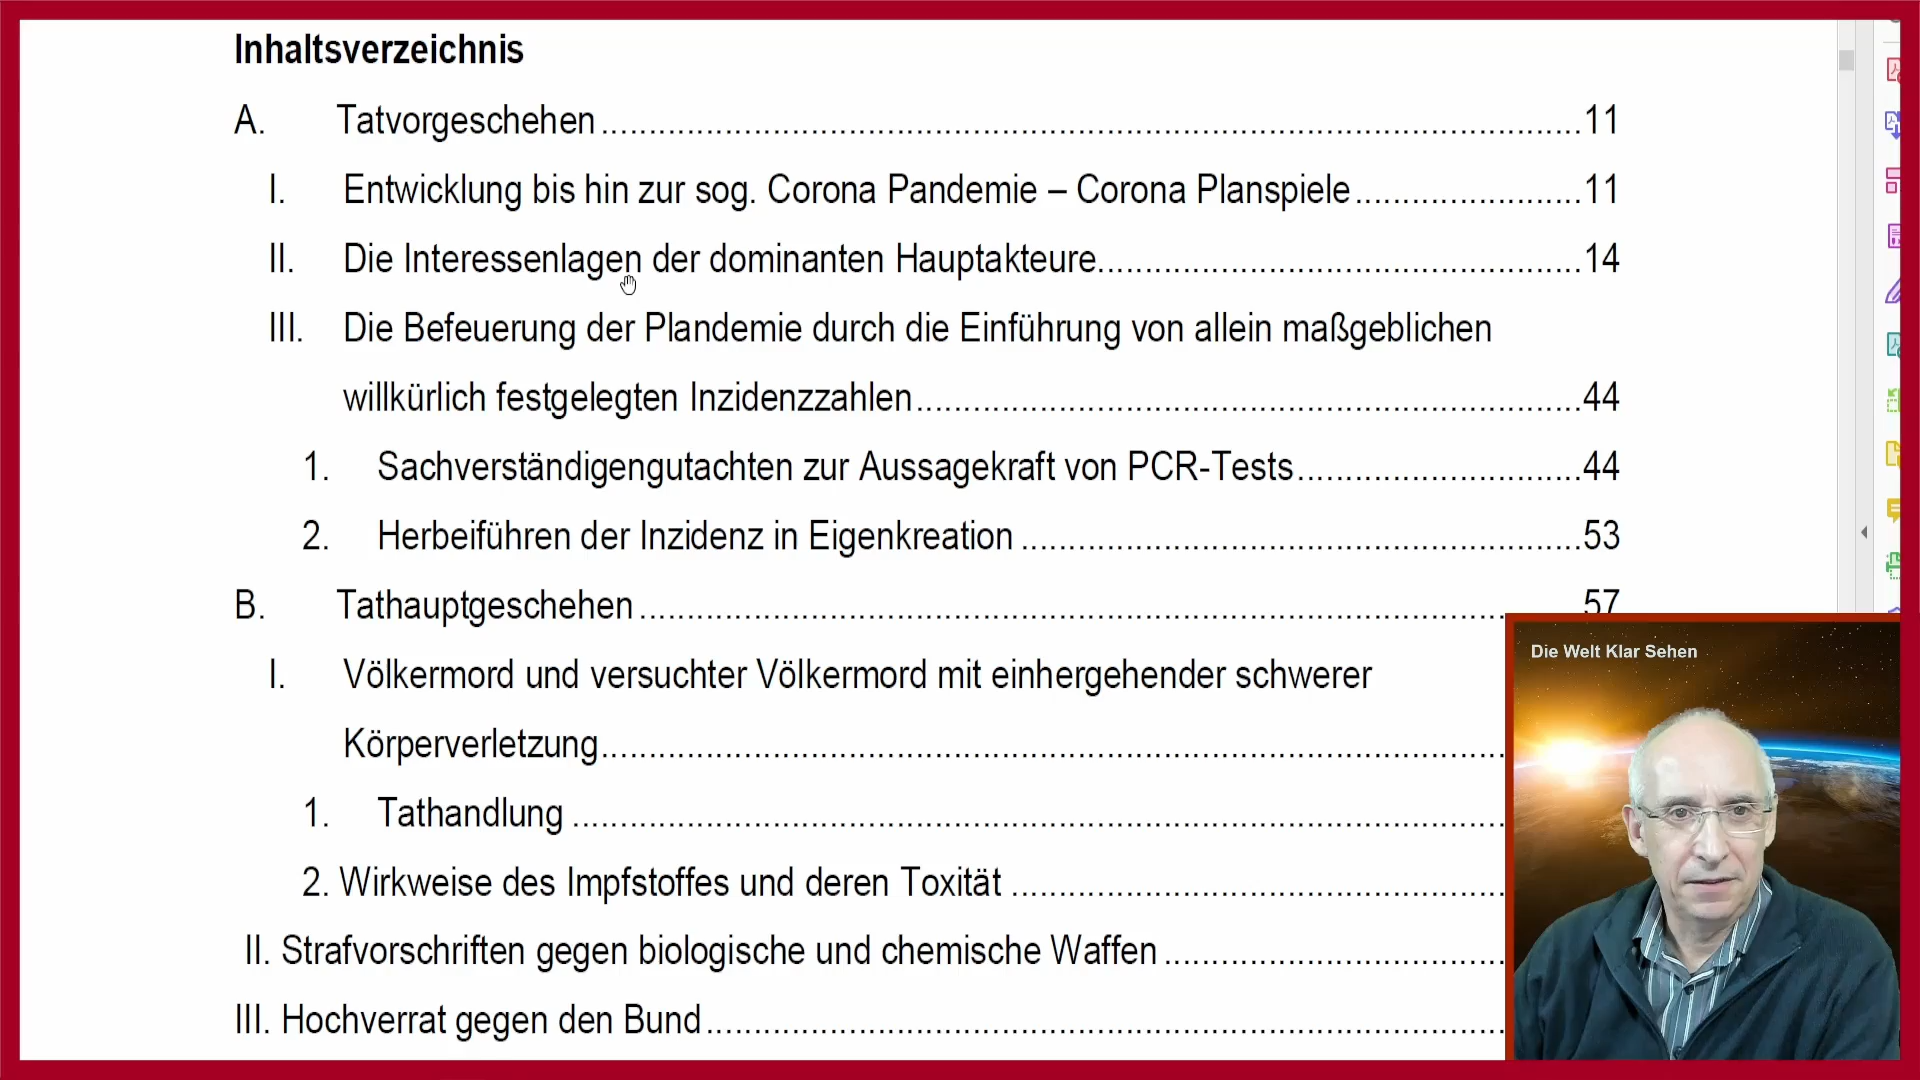 Inhaltsverzeichnis
A. Tatvorgeschehen........11
I. Entwicklung bis hin zur sog. Corona Pandemie – Corona Planspiele........11
II. Die Interessenlagen der dominanten Hauptakteure........14
III. Die Befeuerung der Plandemie durch die Einführung von allein maßgeblichen
willkürlich festgelegten Inzidenzzahlen........44
1. Sachverständigengutachten zur Aussagekraft von PCR-Tests........44
2. Herbeiführen der Inzidenz in Eigenkreation ........53
B. Tathauptgeschehen ........57
I. Völkermord und versuchter Völkermord mit einhergehender schwerer
Körperverletzung........
1. Tathandlung ........
2. Wirkweise des Impfstoffes und deren Toxität ........
II. Strafvorschriften gegen biologische und chemische Waffen ........
III. Hochverrat gegen den Bund........
Die Welt Klar Sehen